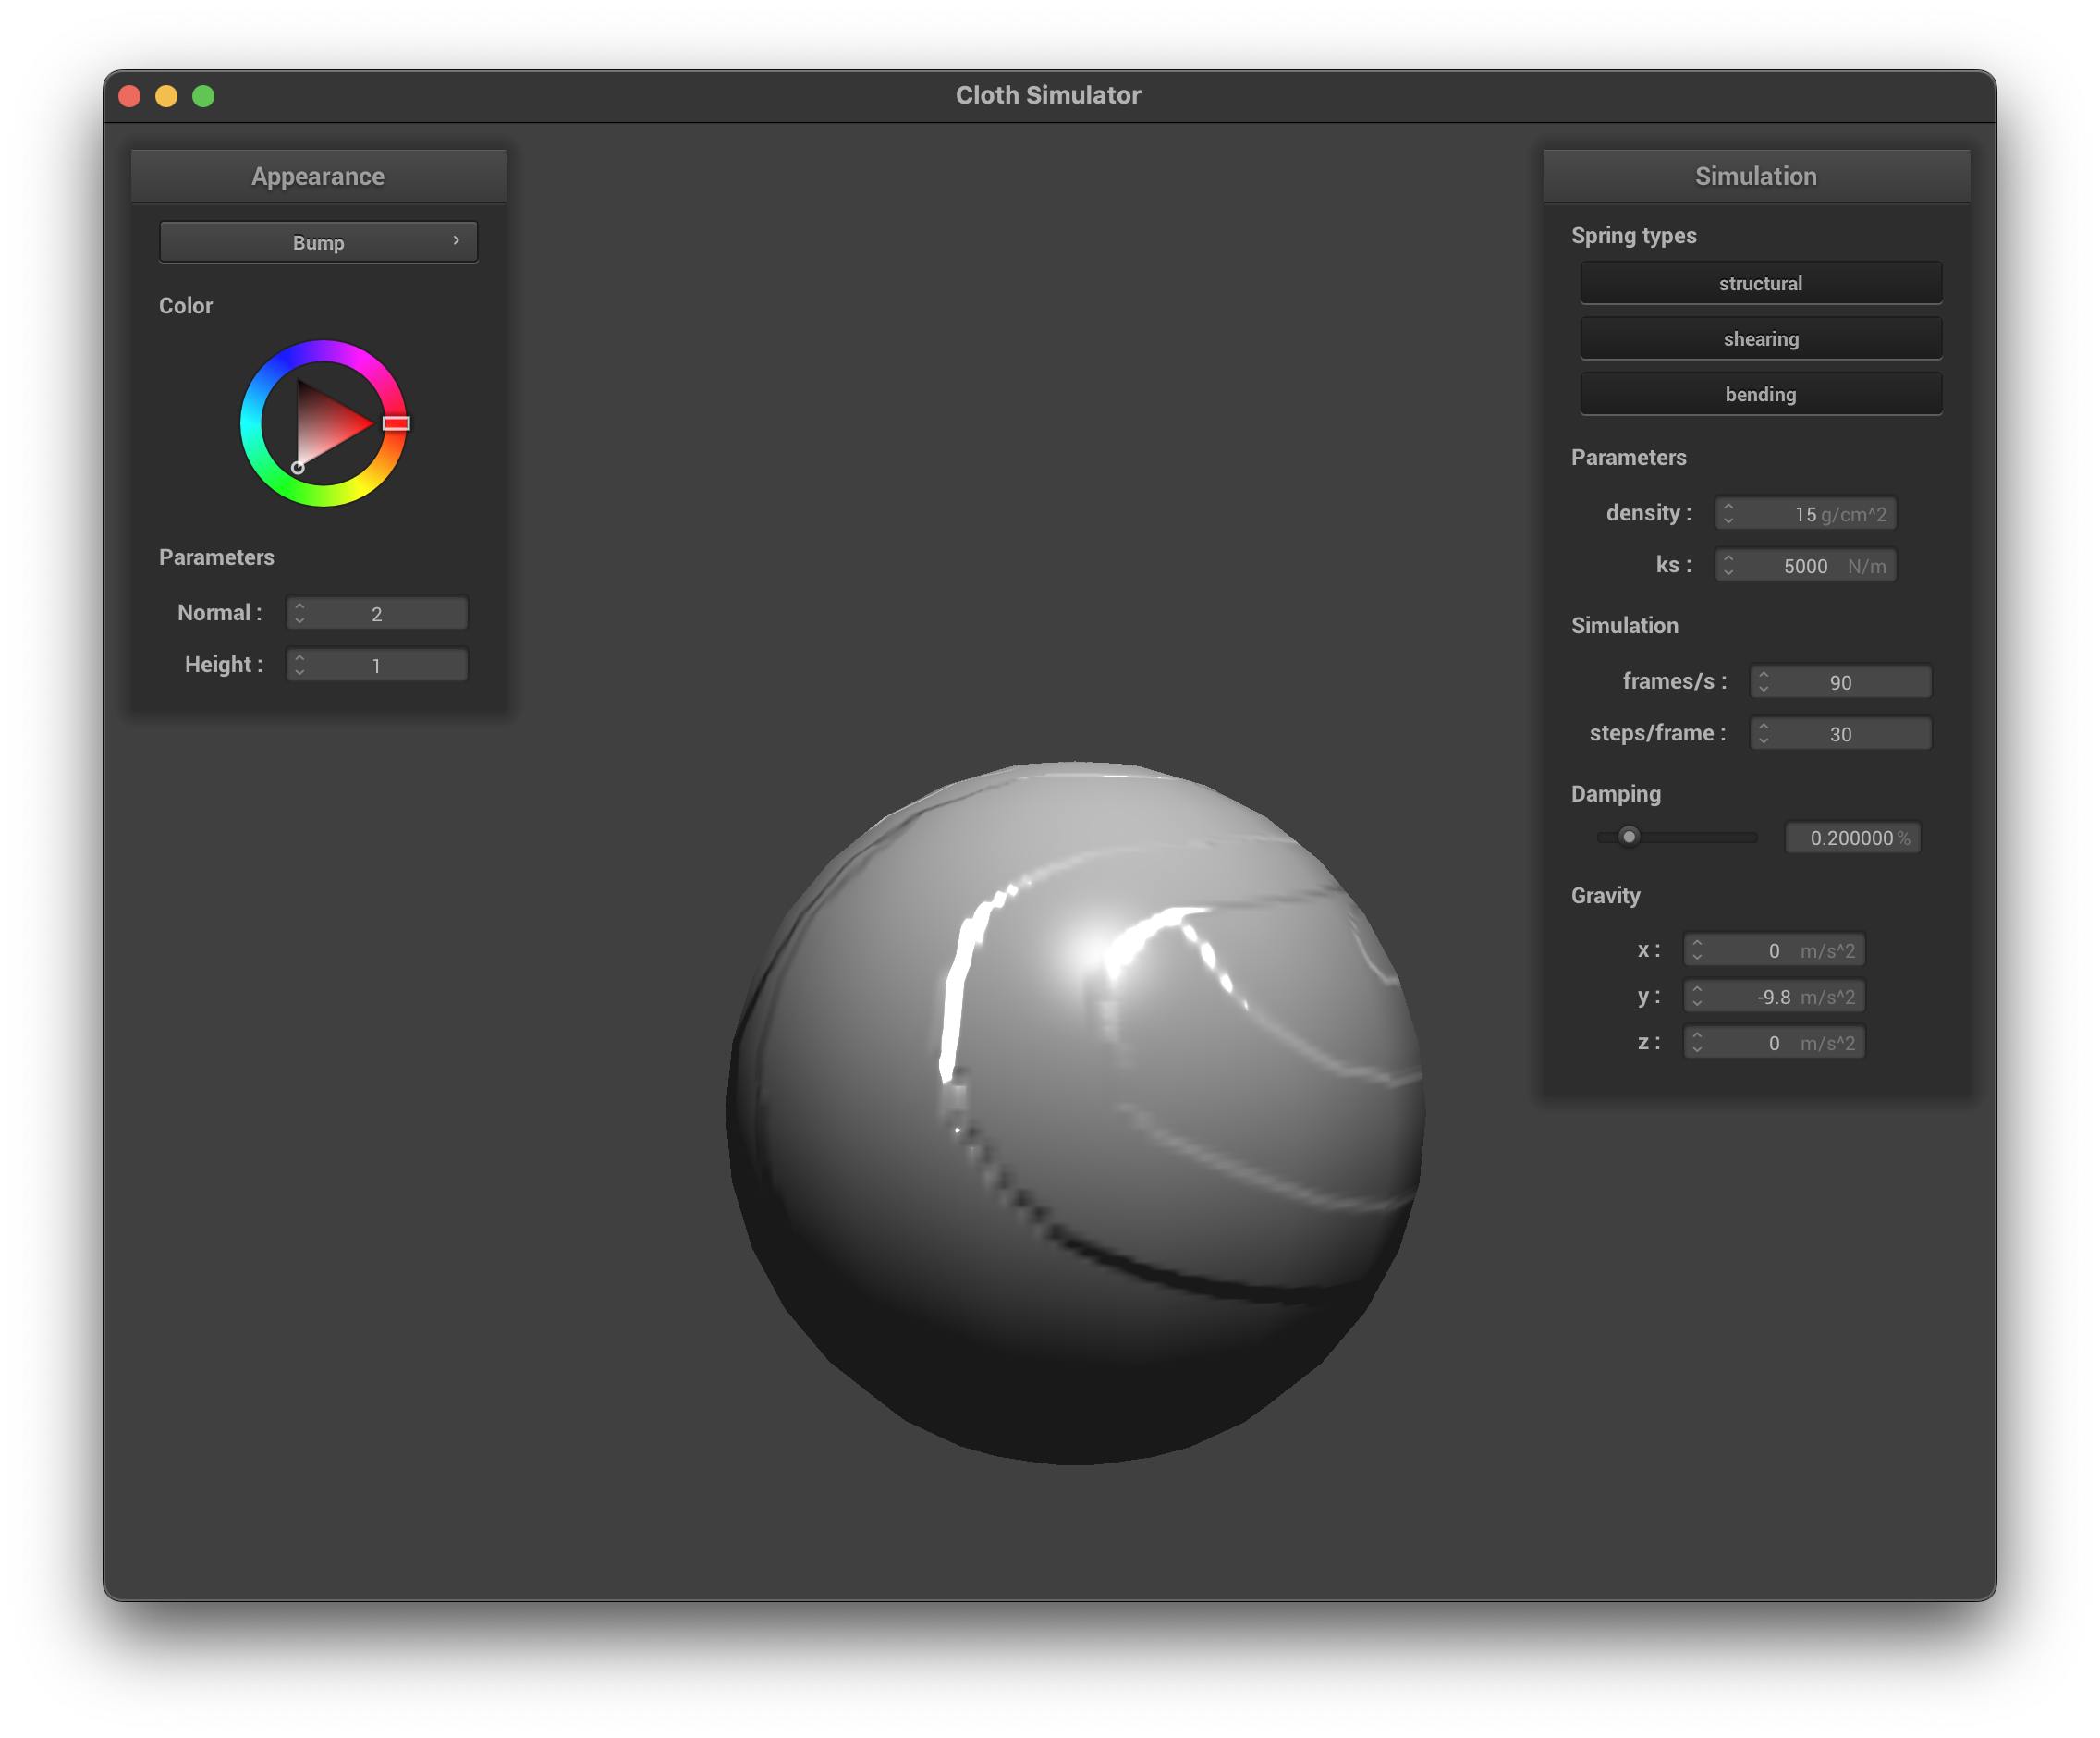 Cloth Simulator
Appearance
Bump
Color
Parameters
Normal : 2
Height : 1
Simulation
Spring types
structural
shearing
bending
Parameters
density : 15 g/cm^2
ks : 5000 N/m
Simulation
frames/s : 90
steps/frame : 30
Damping
0.200000 %
Gravity
x : 0 m/s^2
y : -9.8 m/s^2
z : 0 m/s^2